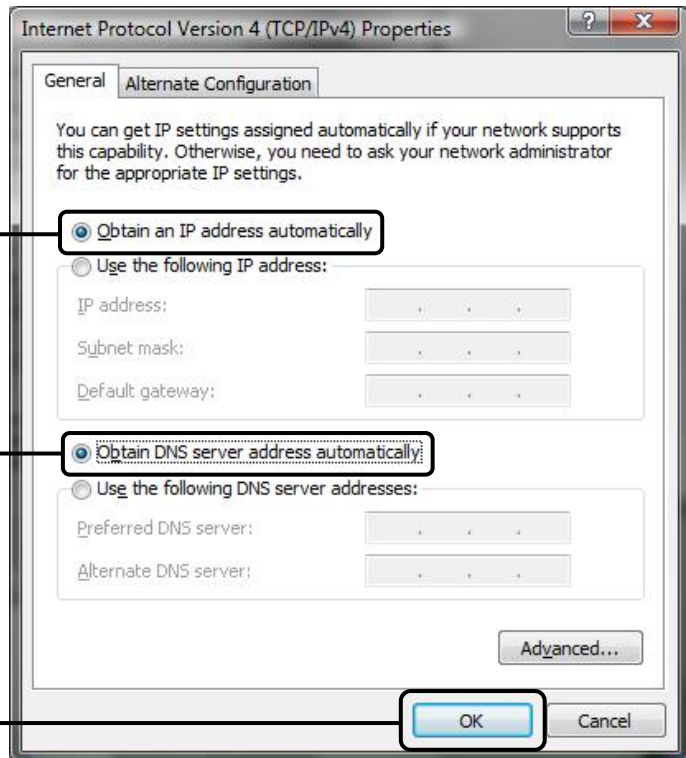 Internet Protocol Version 4 (TCP/IPv4) Properties
?
General
Alternate Configuration
You can get IP settings assigned automatically if your network supports
this capability. Otherwise, you need to ask your network administrator
for the appropriate IP settings.
Obtain an IP address automatically
Use the following IP address:
IP address:
Subnet mask:
Default gateway:
Obtain DNS server address automatically
Use the following DNS server addresses:
Preferred DNS server:
Alternate DNS server:
Advanced...
OK
Cancel